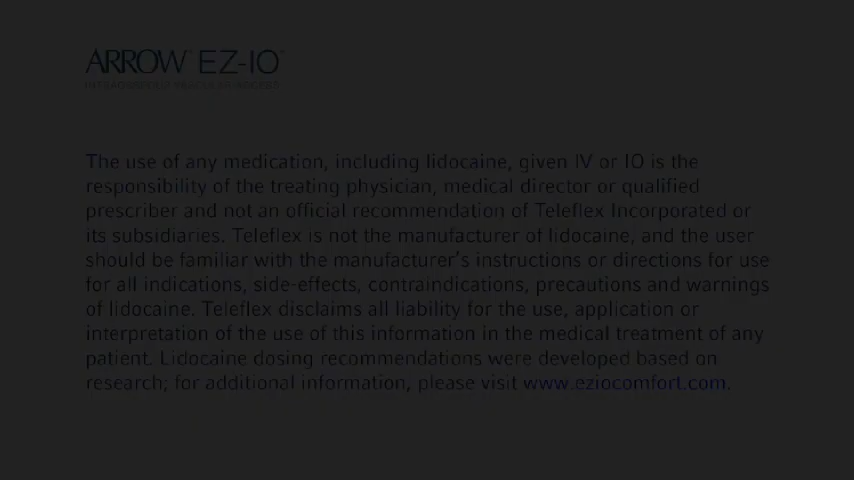 ARROW EZ-IO
INTRAOSSEOUS VASCULAR ACCESS
The use of any medication, including lidocaine, given IV or IO is the
responsibility of the treating physician, medical director or qualified
prescriber and not an official recommendation of Teleflex Incorporated or
its subsidiaries. Teleflex is not the manufacturer of lidocaine, and the user
should be familiar with the manufacturer's instructions or directions for use
for all indications, side-effects, contraindications, precautions and warnings
of lidocaine. Teleflex disclaims all liability for the use, application or
interpretation of the use of this information in the medical treatment of any
patient. Lidocaine dosing recommendations were developed based on
research; for additional information, please visit www.eziocomfort.com.